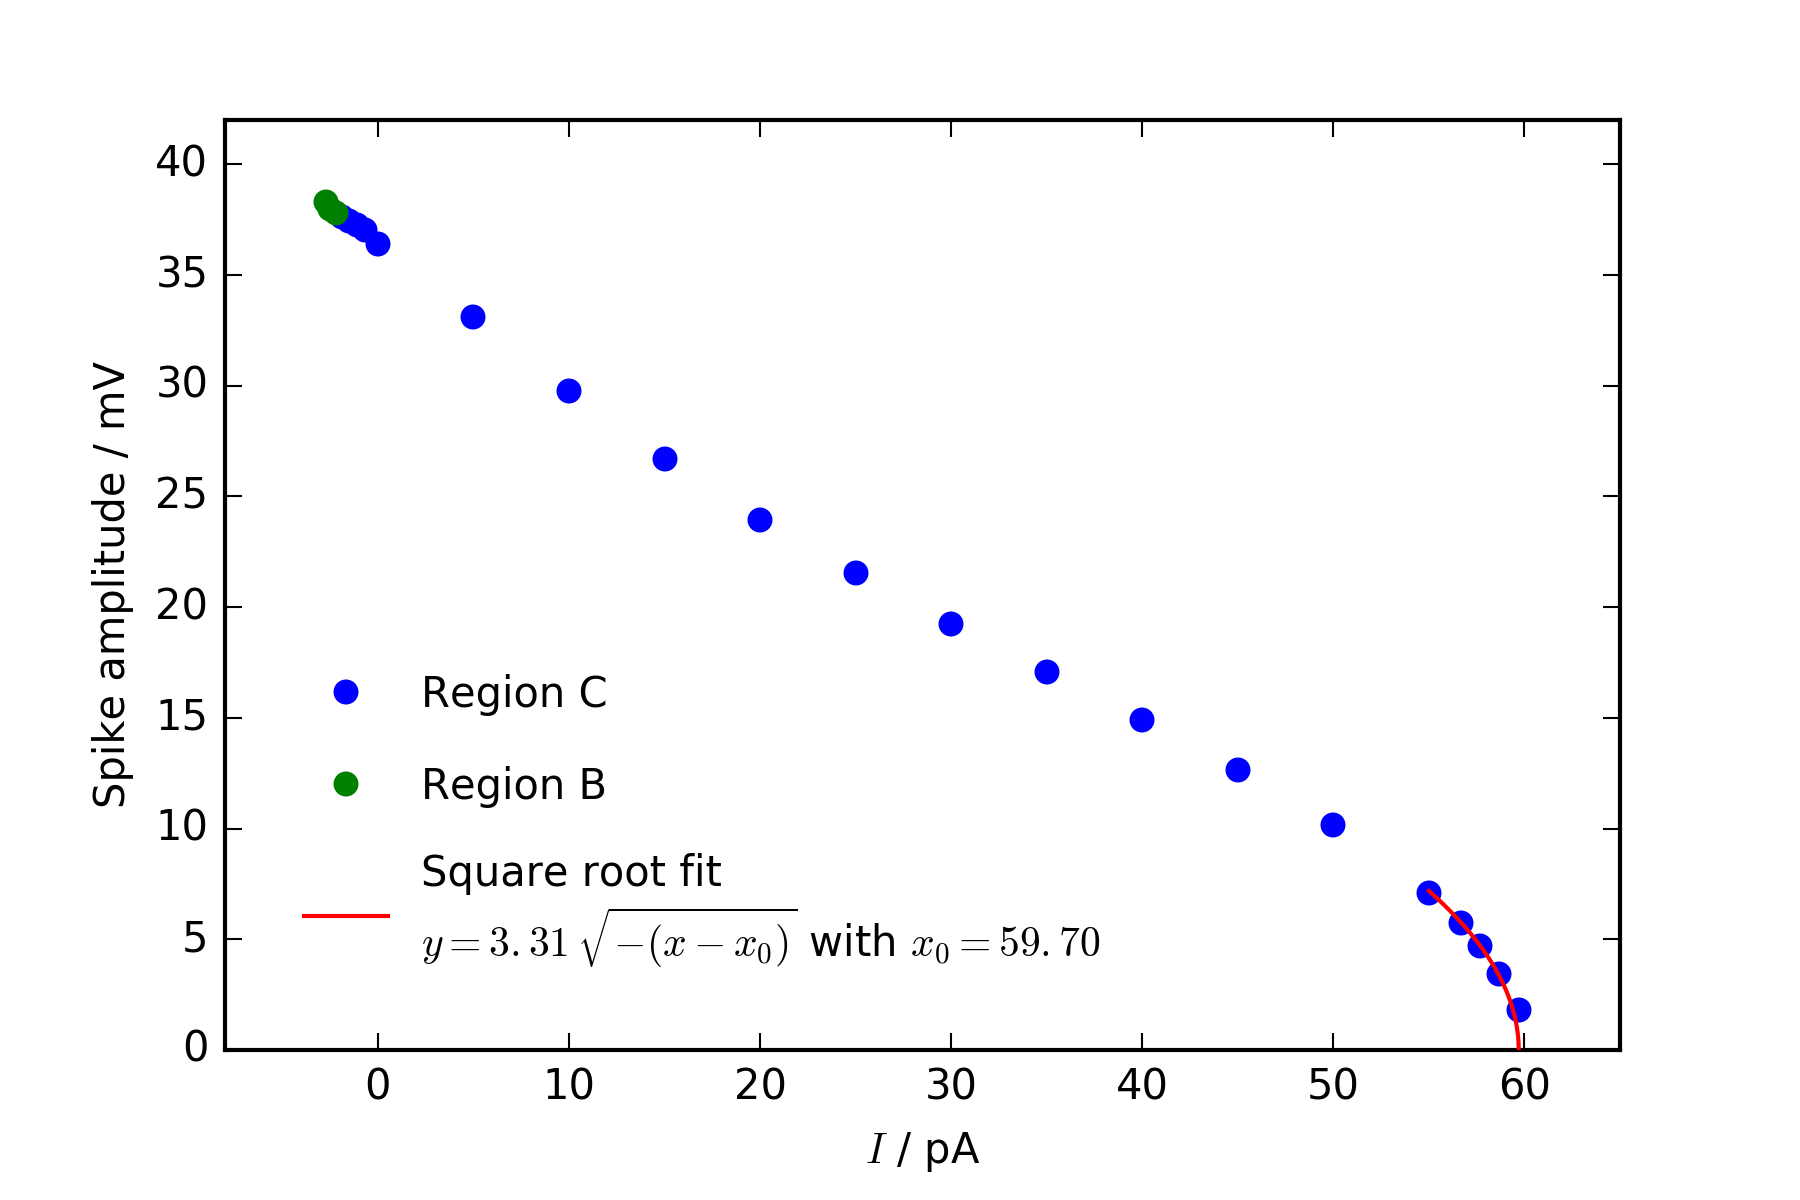 40
35
30
25
20
15
10
5
0
Spike amplitude / mV
Region C
Region B
Square root fit
y = 3.31 √−(x − x₀) with x₀ = 59.70
0 10 20 30 40 50 60
I / pA